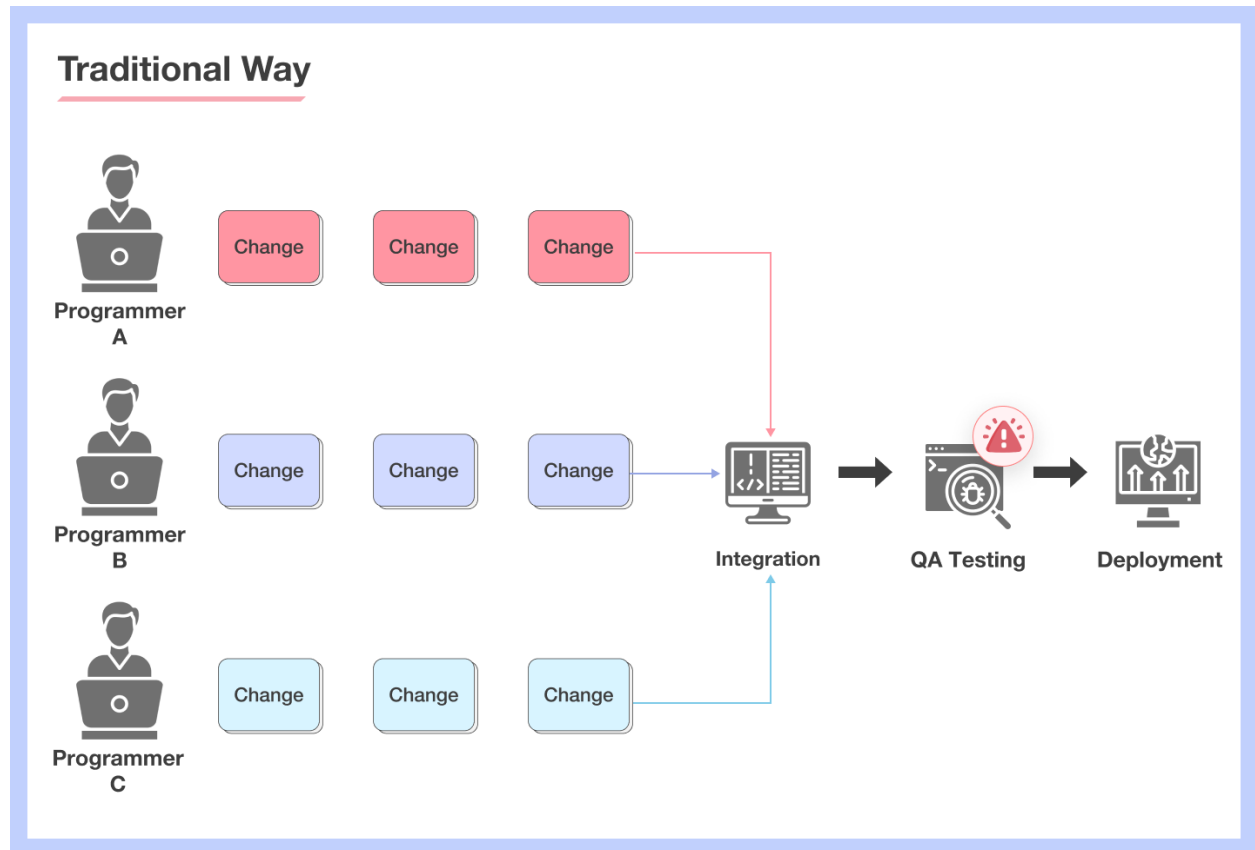 Traditional Way
Change Change Change
Programmer
A
Change Change Change
Programmer
B
Integration
QA Testing
Deployment
Change Change Change
Programmer
C